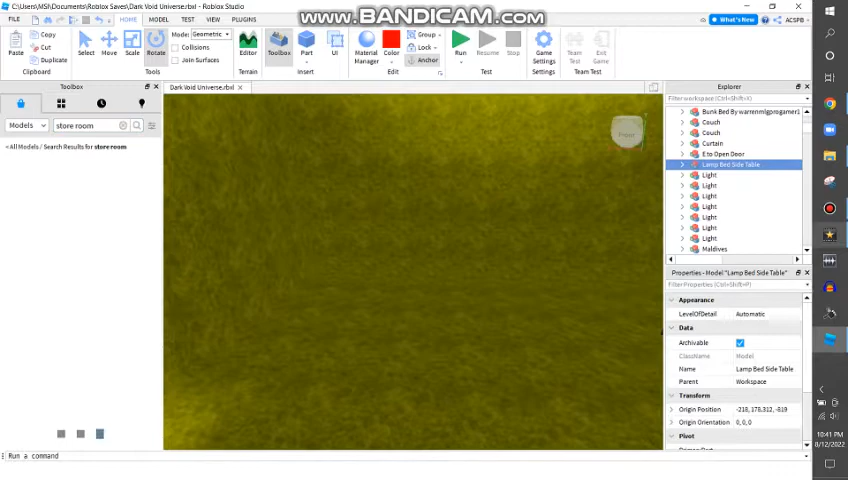 C:\Users\MSI\Documents\Roblox Saves\Dark Void Universe.rbxl - Roblox Studio
www.BANDICAM.com
FILE HOME MODEL TEST VIEW PLUGINS
What's New ACSPB
Paste Copy Cut Duplicate Clipboard
Select Move Scale Rotate
Mode: Geometric
Collisions
Join Surfaces
Tools
Editor
Terrain
Toolbox Part UI
Insert
Material Manager
Color
Group
Lock
Anchor
Edit
Run Resume Stop
Test
Game Settings
Settings
Team Test
Exit Game
Team Test
Toolbox
Dark Void Universe.rbxl
Models
store room
All Models / Search Results for store room
Explorer
Filter workspace (Ctrl+Shift+X)
Bunk Bed By warrenmlgprogamer1
Couch
Couch
Curtain
E to Open Door
Lamp Bed Side Table
Light
Light
Light
Light
Light
Light
Light
Maldives
Properties - Model "Lamp Bed Side Table"
Filter Properties (Ctrl+Shift+P)
Appearance
LevelOfDetail Automatic
Data
Archivable
ClassName Model
Name Lamp Bed Side Table
Parent Workspace
Transform
Origin Position -218, 178.312, -819
Origin Orientation 0, 0, 0
Pivot
Front
Run a command
10:41 PM
8/12/2022